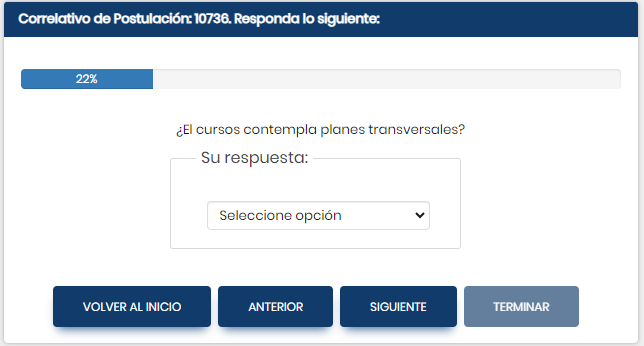 Correlativo de Postulación: 10736. Responda lo siguiente:
22%
¿El cursos contempla planes transversales?
Su respuesta:
Seleccione opción
VOLVER AL INICIO
ANTERIOR
SIGUIENTE
TERMINAR